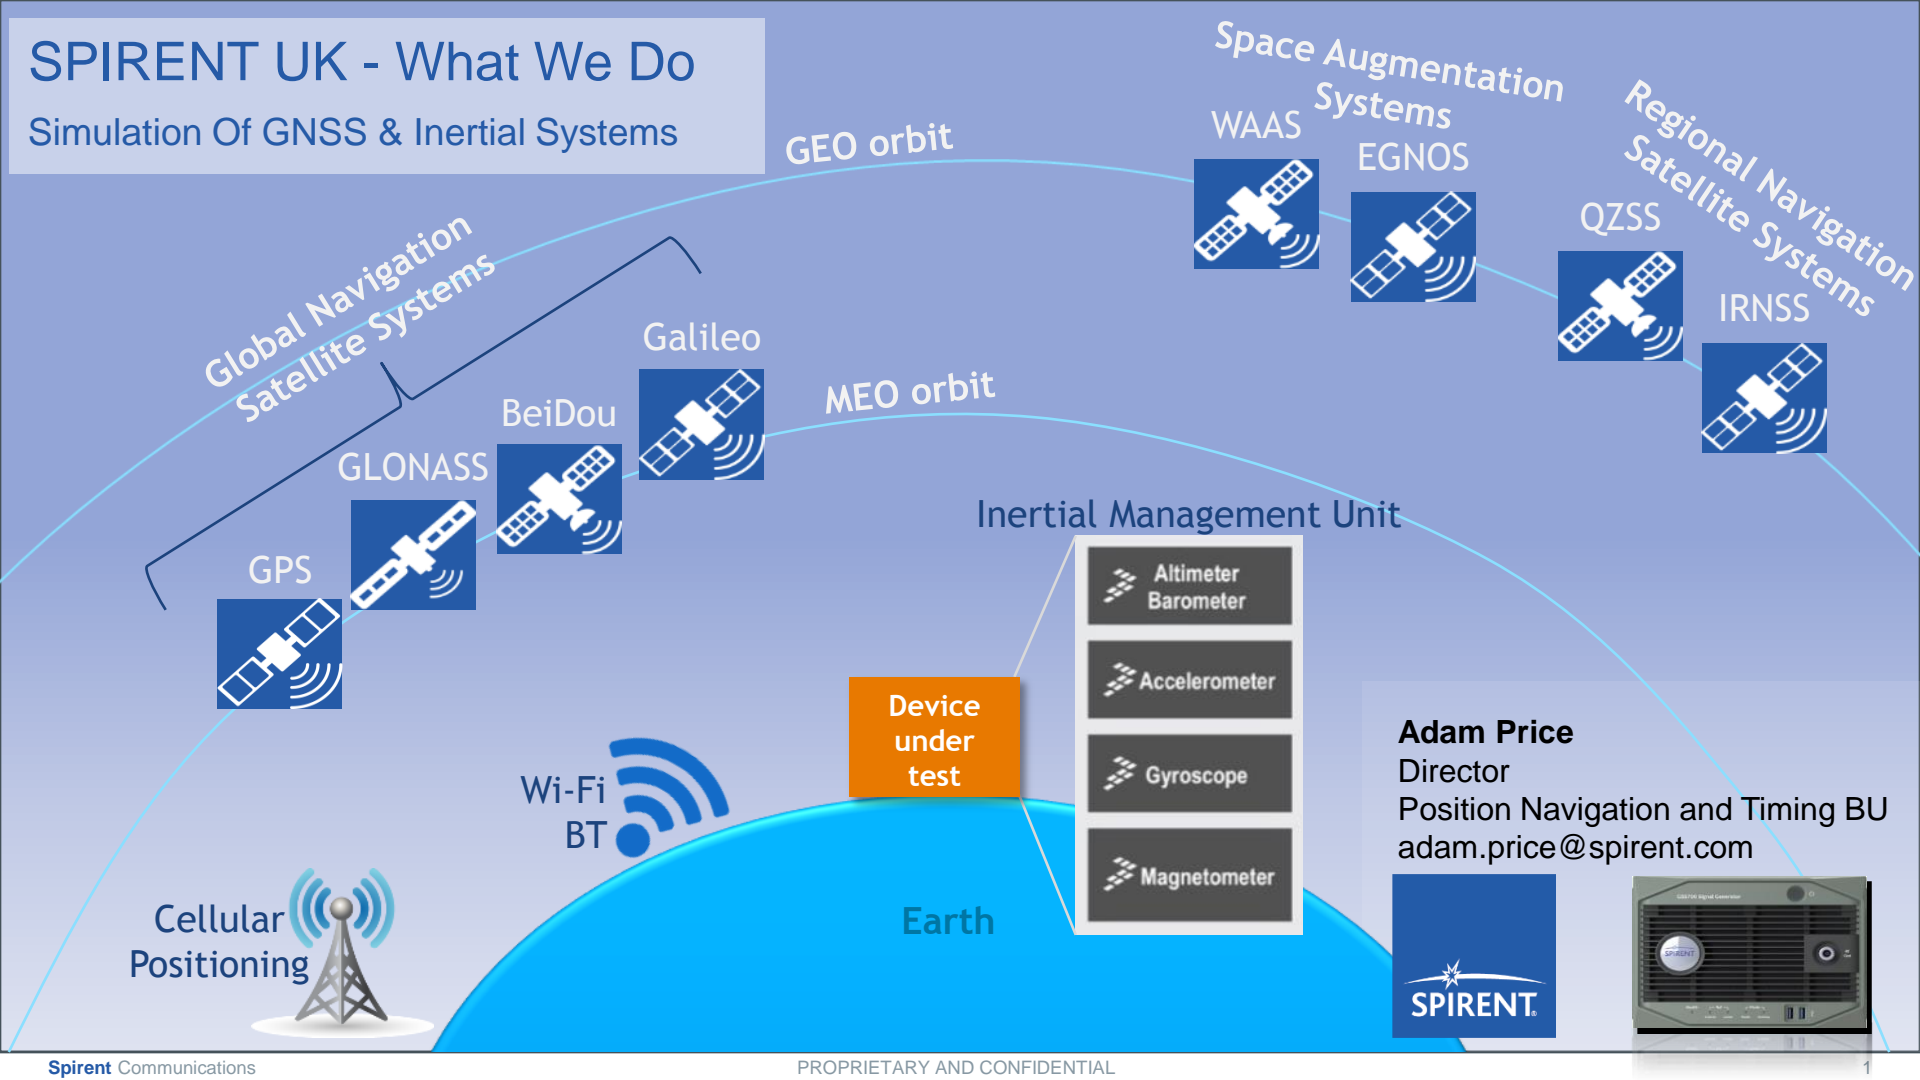 SPIRENT UK - What We Do
Simulation Of GNSS & Inertial Systems
Space Augmentation
Systems
Regional Navigation
Satellite Systems
GEO orbit
WAAS
EGNOS
QZSS
IRNSS
Global Navigation
Satellite Systems
Galileo
BeiDou
GLONASS
GPS
MEO orbit
Inertial Management Unit
Altimeter
Barometer
Accelerometer
Gyroscope
Magnetometer
Device
under
test
Wi-Fi
BT
Cellular
Positioning
Earth
Adam Price
Director
Position Navigation and Timing BU
adam.price@spirent.com
SPIRENT
SPIRENT
Spirent Communications
PROPRIETARY AND CONFIDENTIAL
1